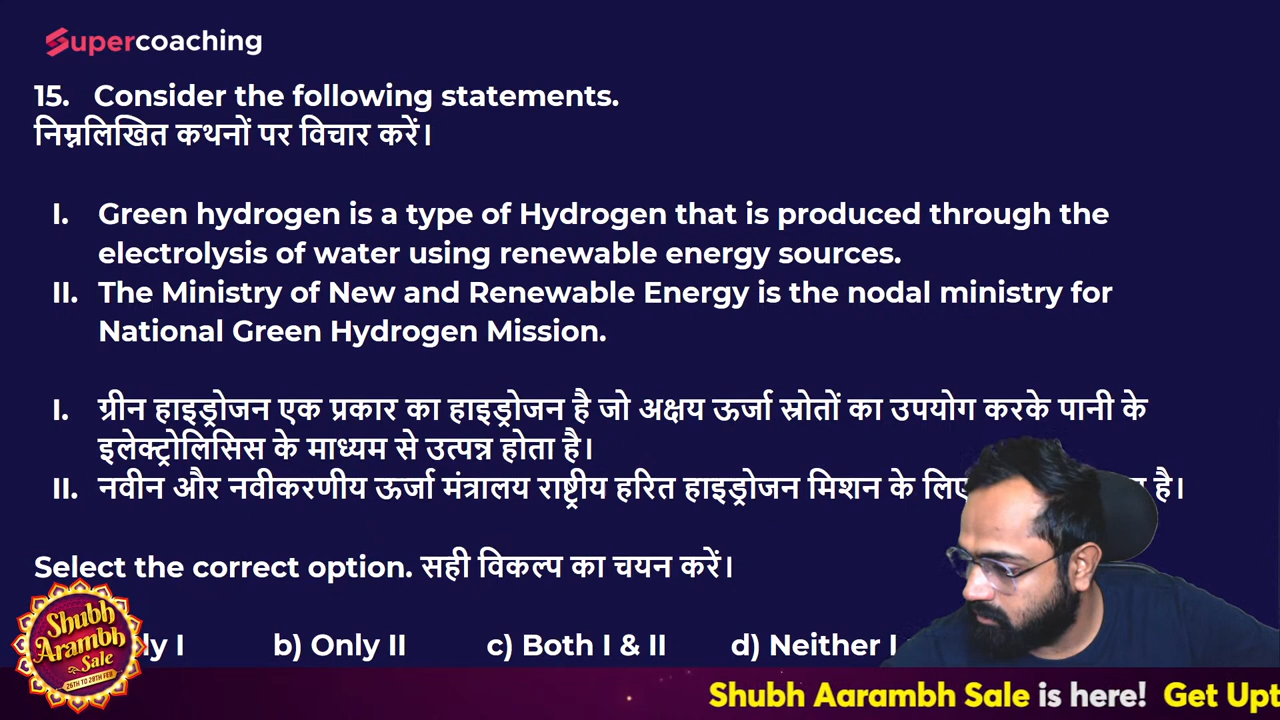 Supercoaching
15. Consider the following statements.
निम्नलिखित कथनों पर विचार करें।
I. Green hydrogen is a type of Hydrogen that is produced through the
electrolysis of water using renewable energy sources.
II. The Ministry of New and Renewable Energy is the nodal ministry for
National Green Hydrogen Mission.
I. ग्रीन हाइड्रोजन एक प्रकार का हाइड्रोजन है जो अक्षय ऊर्जा स्रोतों का उपयोग करके पानी के
इलेक्ट्रोलिसिस के माध्यम से उत्पन्न होता है।
II. नवीन और नवीकरणीय ऊर्जा मंत्रालय राष्ट्रीय हरित हाइड्रोजन मिशन के लिए है।
Select the correct option. सही विकल्प का चयन करें।
I b) Only II c) Both I & II d) Neither I
Shubh
Arambh
Sale
26TH TO 28TH FEB
Shubh Aarambh Sale is here! Get Upt